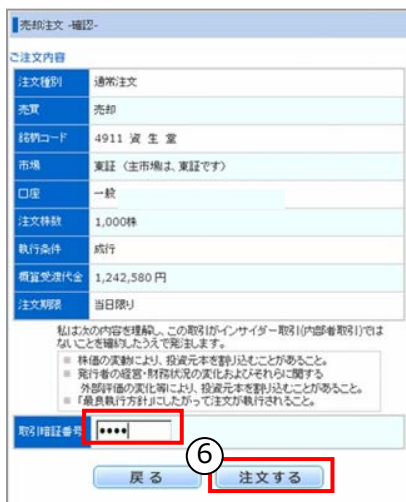 売却注文 -確認-
ご注文内容
注文種別 通常注文
売買 売却
銘柄コード 4911 資 生 堂
市場 東証 (主市場は、東証です)
口座 一般
注文株数 1,000株
執行条件 成行
概算受渡代金 1,242,580 円
注文期限 当日限り
私は次の内容を理解し、この取引がインサイダー取引(内部者取引)では
ないことを確認したうえで発注します。
株価の変動により、投資元本を割り込むことがあること。
発行者の経営・財務状況の変化およびそれらに関する
外部評価の変化等により、投資元本を割り込むことがあること。
「最良執行方針」にしたがって注文が執行されること。
取引暗証番号 ••••
⑥
戻 る 注文する